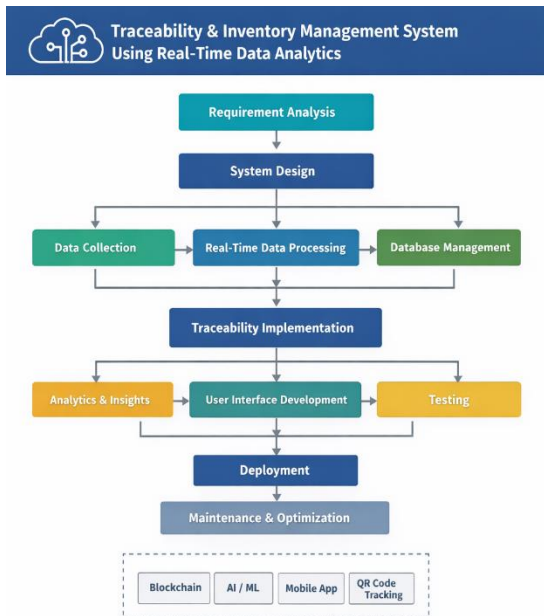 Traceability & Inventory Management System
Using Real-Time Data Analytics
Requirement Analysis
System Design
Data Collection
Real-Time Data Processing
Database Management
Traceability Implementation
Analytics & Insights
User Interface Development
Testing
Deployment
Maintenance & Optimization
Blockchain
AI / ML
Mobile App
QR Code
Tracking